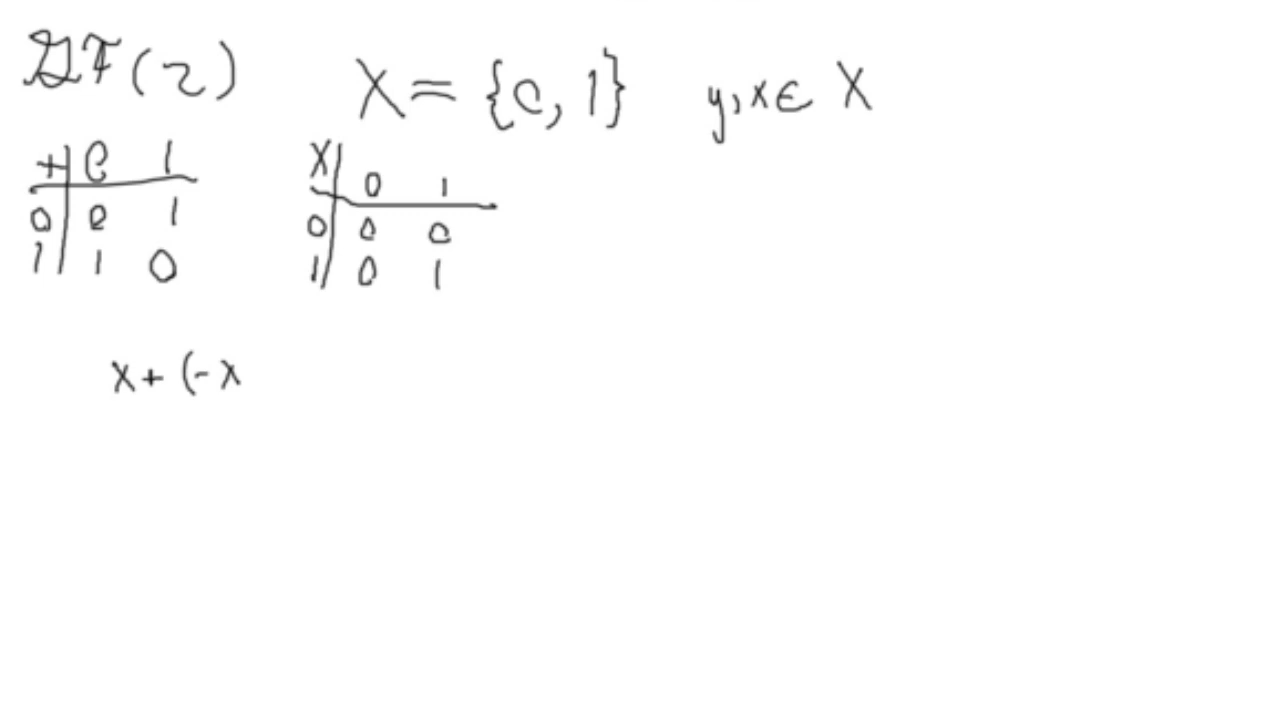 GF(2) X = {0, 1} y, x ∈ X
+ 0 1
0 0 1
1 1 0
X 0 1
0 0 0
1 0 1
x + (- x